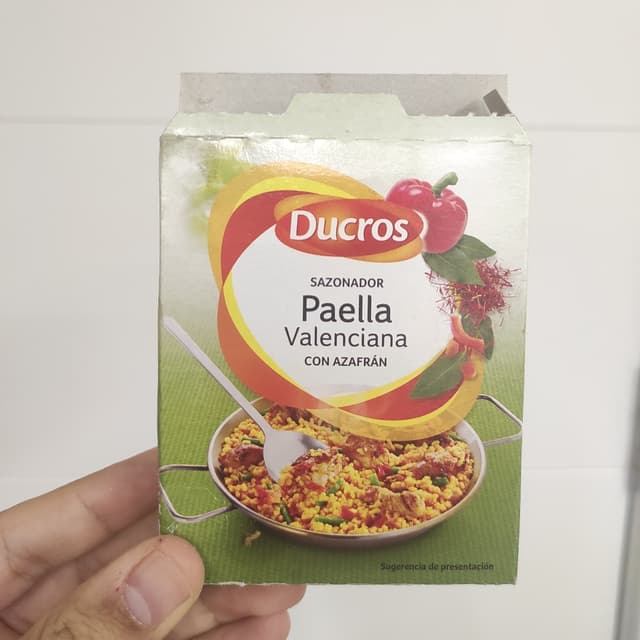 Ducros
SAZONADOR
Paella
Valenciana
CON AZAFRÁN
Sugerencia de presentación